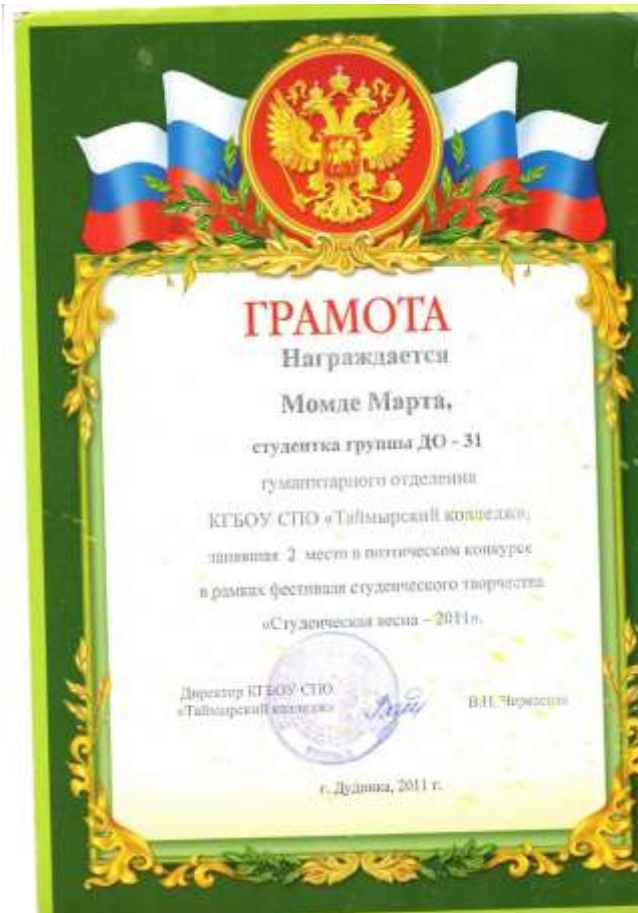 ГРАМОТА
Награждается
Момде Марта,
студентка группы ДО - 31
гуманитарного отделения
КГБОУ СПО «Таймырский колледж»,
занявшая 2 место в поэтическом конкурсе
в рамках фестиваля студенческого творчества
«Студенческая весна – 2011».
Директор КГБОУ СПО
«Таймырский колледж»
В.Н.
г. Дудинка, 2011 г.